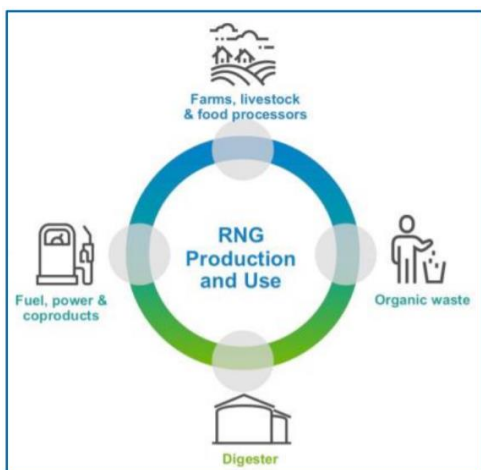 Farms, livestock
& food processors
RNG
Production
and Use
Fuel, power &
coproducts
Organic waste
Digester